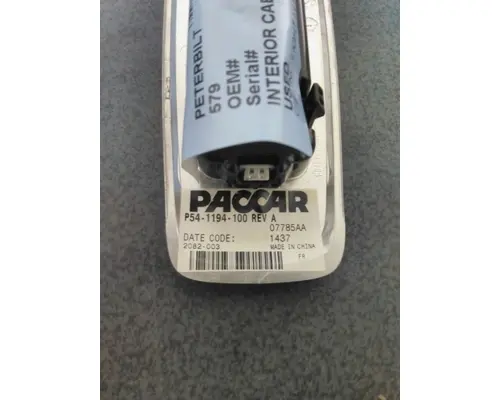 PETERBILT
579
OEM#
Serial#
INTERIOR CAB
USED
PACCAR
P54-1194-100 REV A
07785AA
DATE CODE: 1437
2082-003 MADE IN CHINA
FR